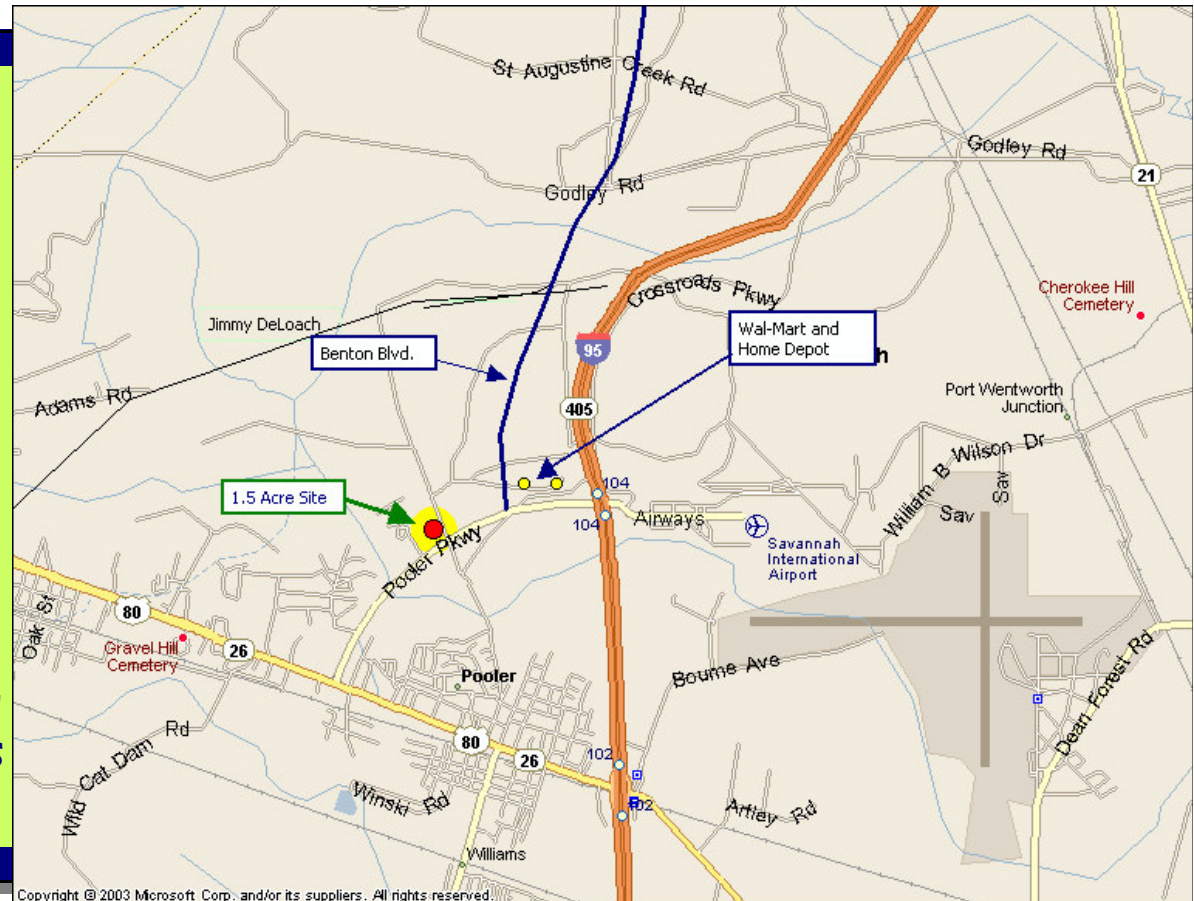 St Augustine Creek Rd
Godley Rd
21
Godley Rd
Cherokee Hill
Cemetery
Crossroads Pkwy
Jimmy DeLoach
Wal-Mart and
Home Depot
95
Benton Blvd.
Adams Rd
405
Port Wentworth
Junction
William B Wilson Dr
Sav
1.5 Acre Site
104
104
Airways
Sav
Savannah
International
Airport
Pooler Pkwy
80
Oak St
Gravel Hill
Cemetery
26
Pooler
Bourne Ave
Dean Forest Rd
80
26
102
Wild Cat Dam Rd
Winski Rd
102
Artley Rd
Williams
Copyright © 2003 Microsoft Corp. and/or its suppliers. All rights reserved.